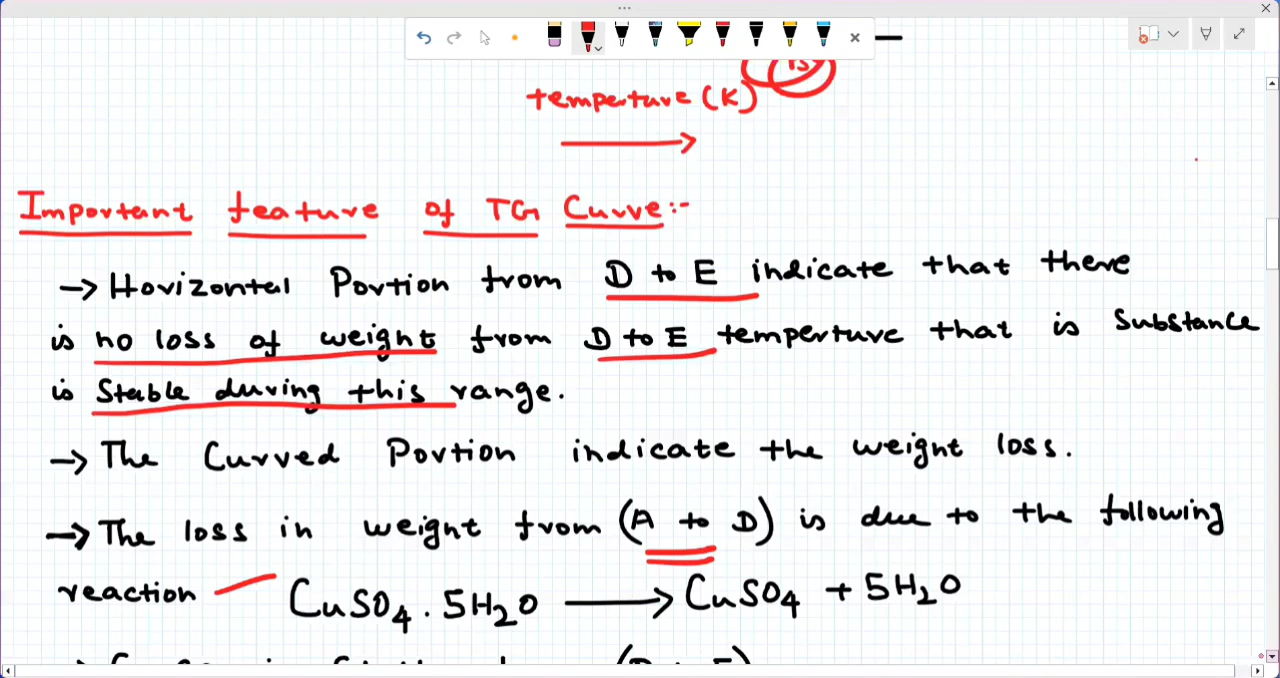 temperture (K)
Important feature of TG Curve:-
→ Horizontal Portion from D to E indicate that there
is no loss of weight from D to E temperture that is Substance
is Stable during this range.
→ The Curved Portion indicate the weight loss.
→ The loss in weight from (A to D) is due to the following
reaction CuSO4 . 5H2O ⟶ CuSO4 + 5H2O